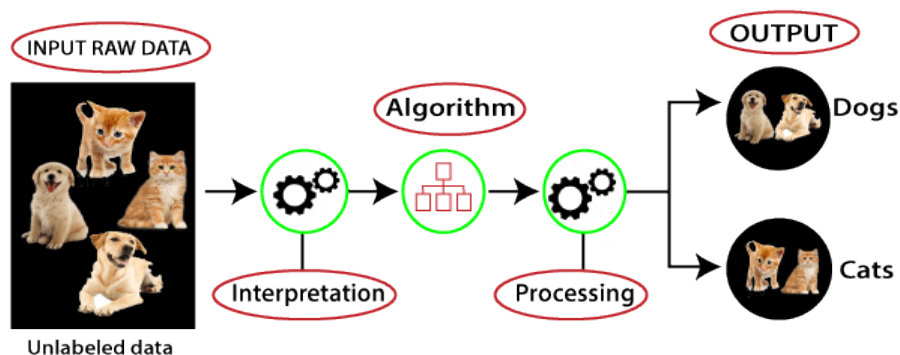 INPUT RAW DATA
Unlabeled data
Interpretation
Algorithm
Processing
OUTPUT
Dogs
Cats